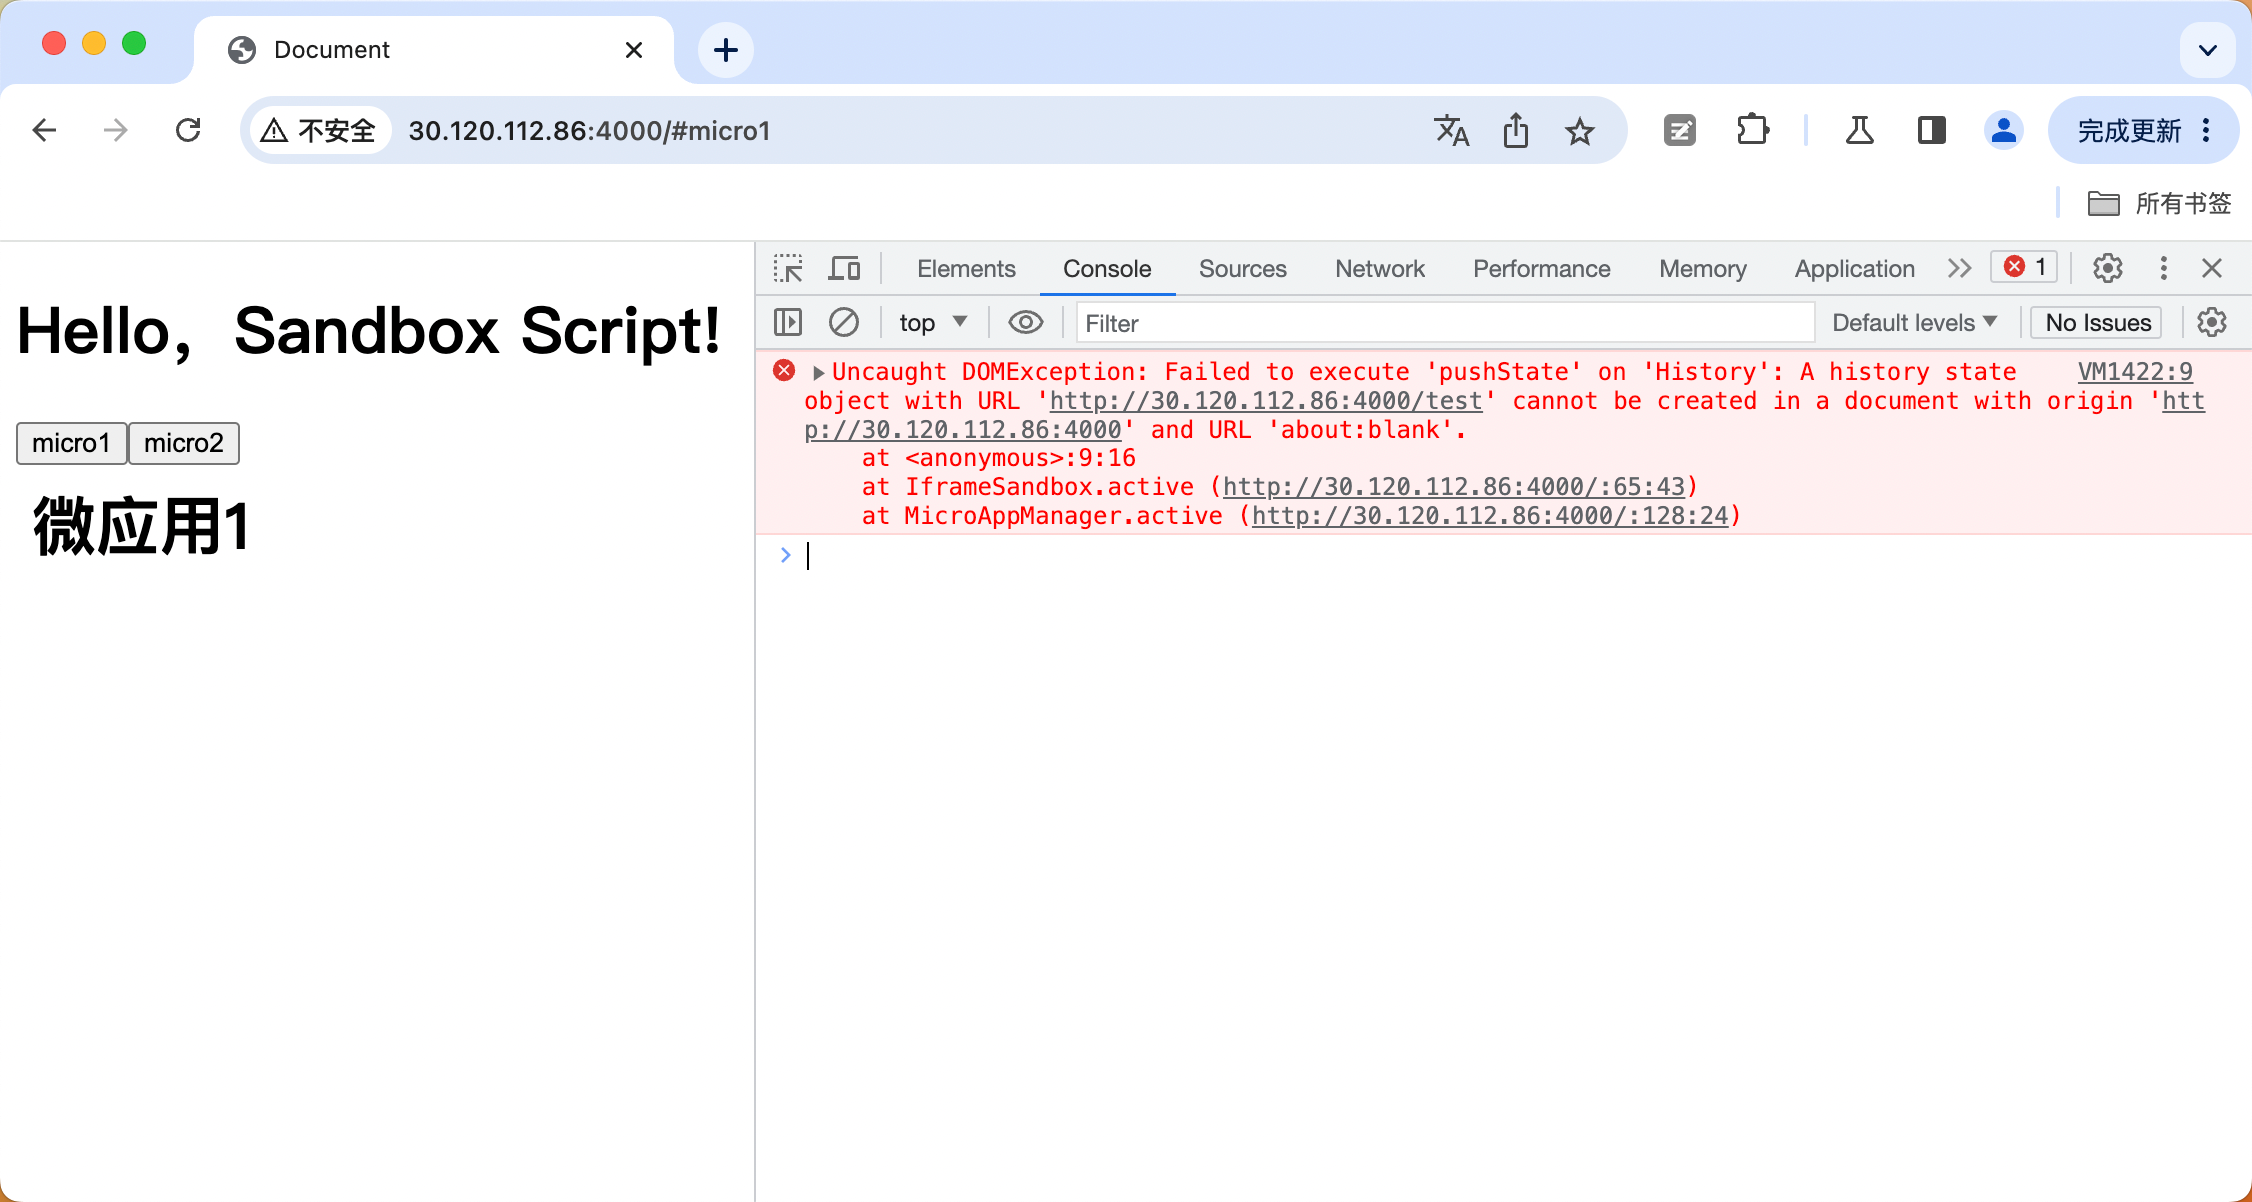 Document
不安全 30.120.112.86:4000/#micro1 完成更新
所有书签
Hello，Sandbox Script!
micro1 micro2
微应用1
Elements Console Sources Network Performance Memory Application 1
top Filter Default levels No Issues
Uncaught DOMException: Failed to execute 'pushState' on 'History': A history state VM1422:9
object with URL 'http://30.120.112.86:4000/test' cannot be created in a document with origin 'htt
p://30.120.112.86:4000' and URL 'about:blank'.
at <anonymous>:9:16
at IframeSandbox.active (http://30.120.112.86:4000/:65:43)
at MicroAppManager.active (http://30.120.112.86:4000/:128:24)